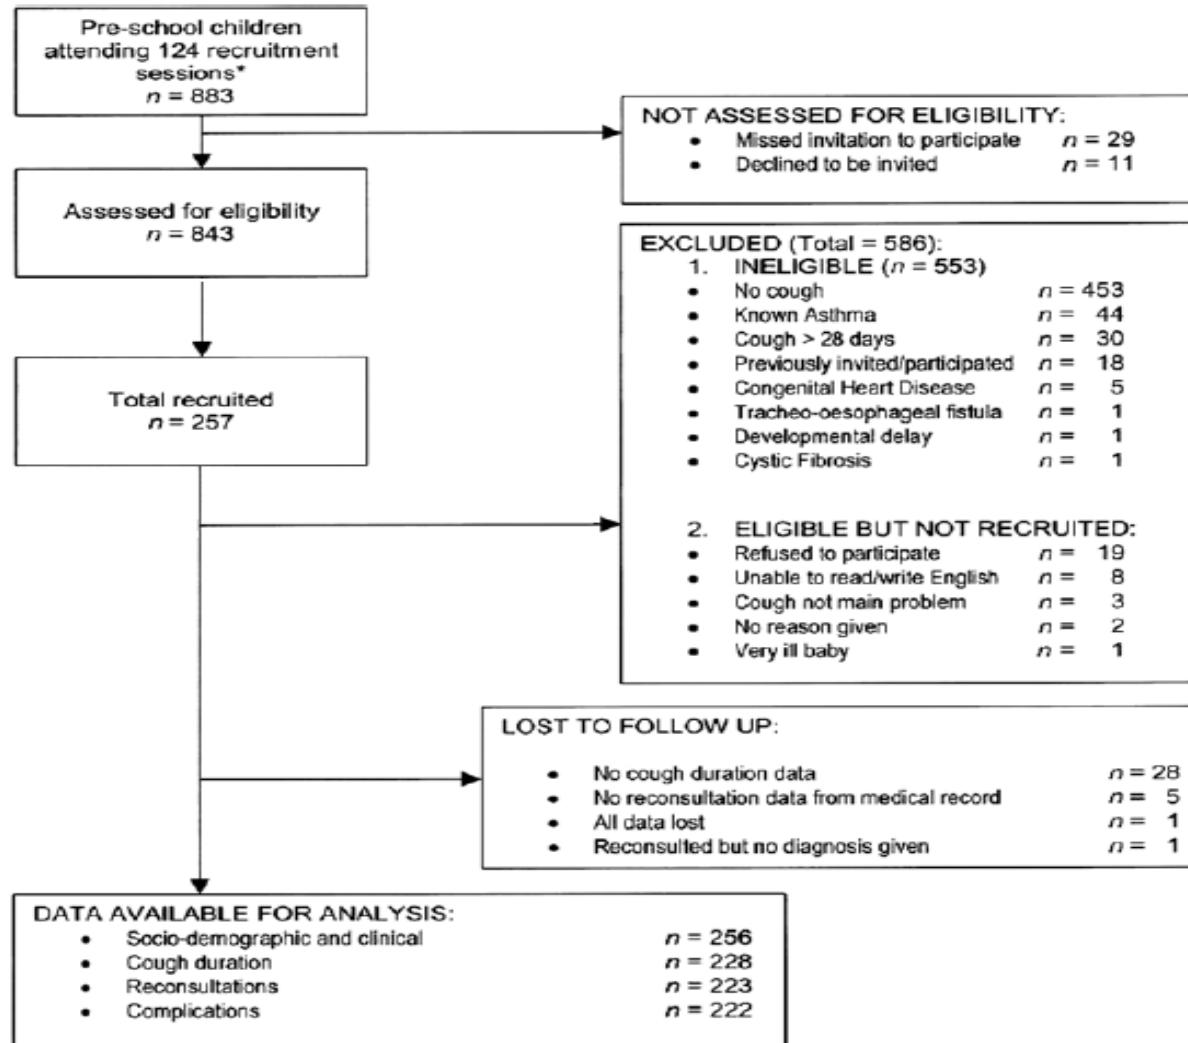 Pre-school children
attending 124 recruitment
sessions*
n = 883
NOT ASSESSED FOR ELIGIBILITY:
• Missed invitation to participate n = 29
• Declined to be invited n = 11
Assessed for eligibility
n = 843
EXCLUDED (Total = 586):
1. INELIGIBLE (n = 553)
• No cough n = 453
• Known Asthma n = 44
• Cough > 28 days n = 30
• Previously invited/participated n = 18
• Congenital Heart Disease n = 5
• Tracheo-oesophageal fistula n = 1
• Developmental delay n = 1
• Cystic Fibrosis n = 1
2. ELIGIBLE BUT NOT RECRUITED:
• Refused to participate n = 19
• Unable to read/write English n = 8
• Cough not main problem n = 3
• No reason given n = 2
• Very ill baby n = 1
Total recruited
n = 257
LOST TO FOLLOW UP:
• No cough duration data n = 28
• No reconsultation data from medical record n = 5
• All data lost n = 1
• Reconsulted but no diagnosis given n = 1
DATA AVAILABLE FOR ANALYSIS:
• Socio-demographic and clinical n = 256
• Cough duration n = 228
• Reconsultations n = 223
• Complications n = 222